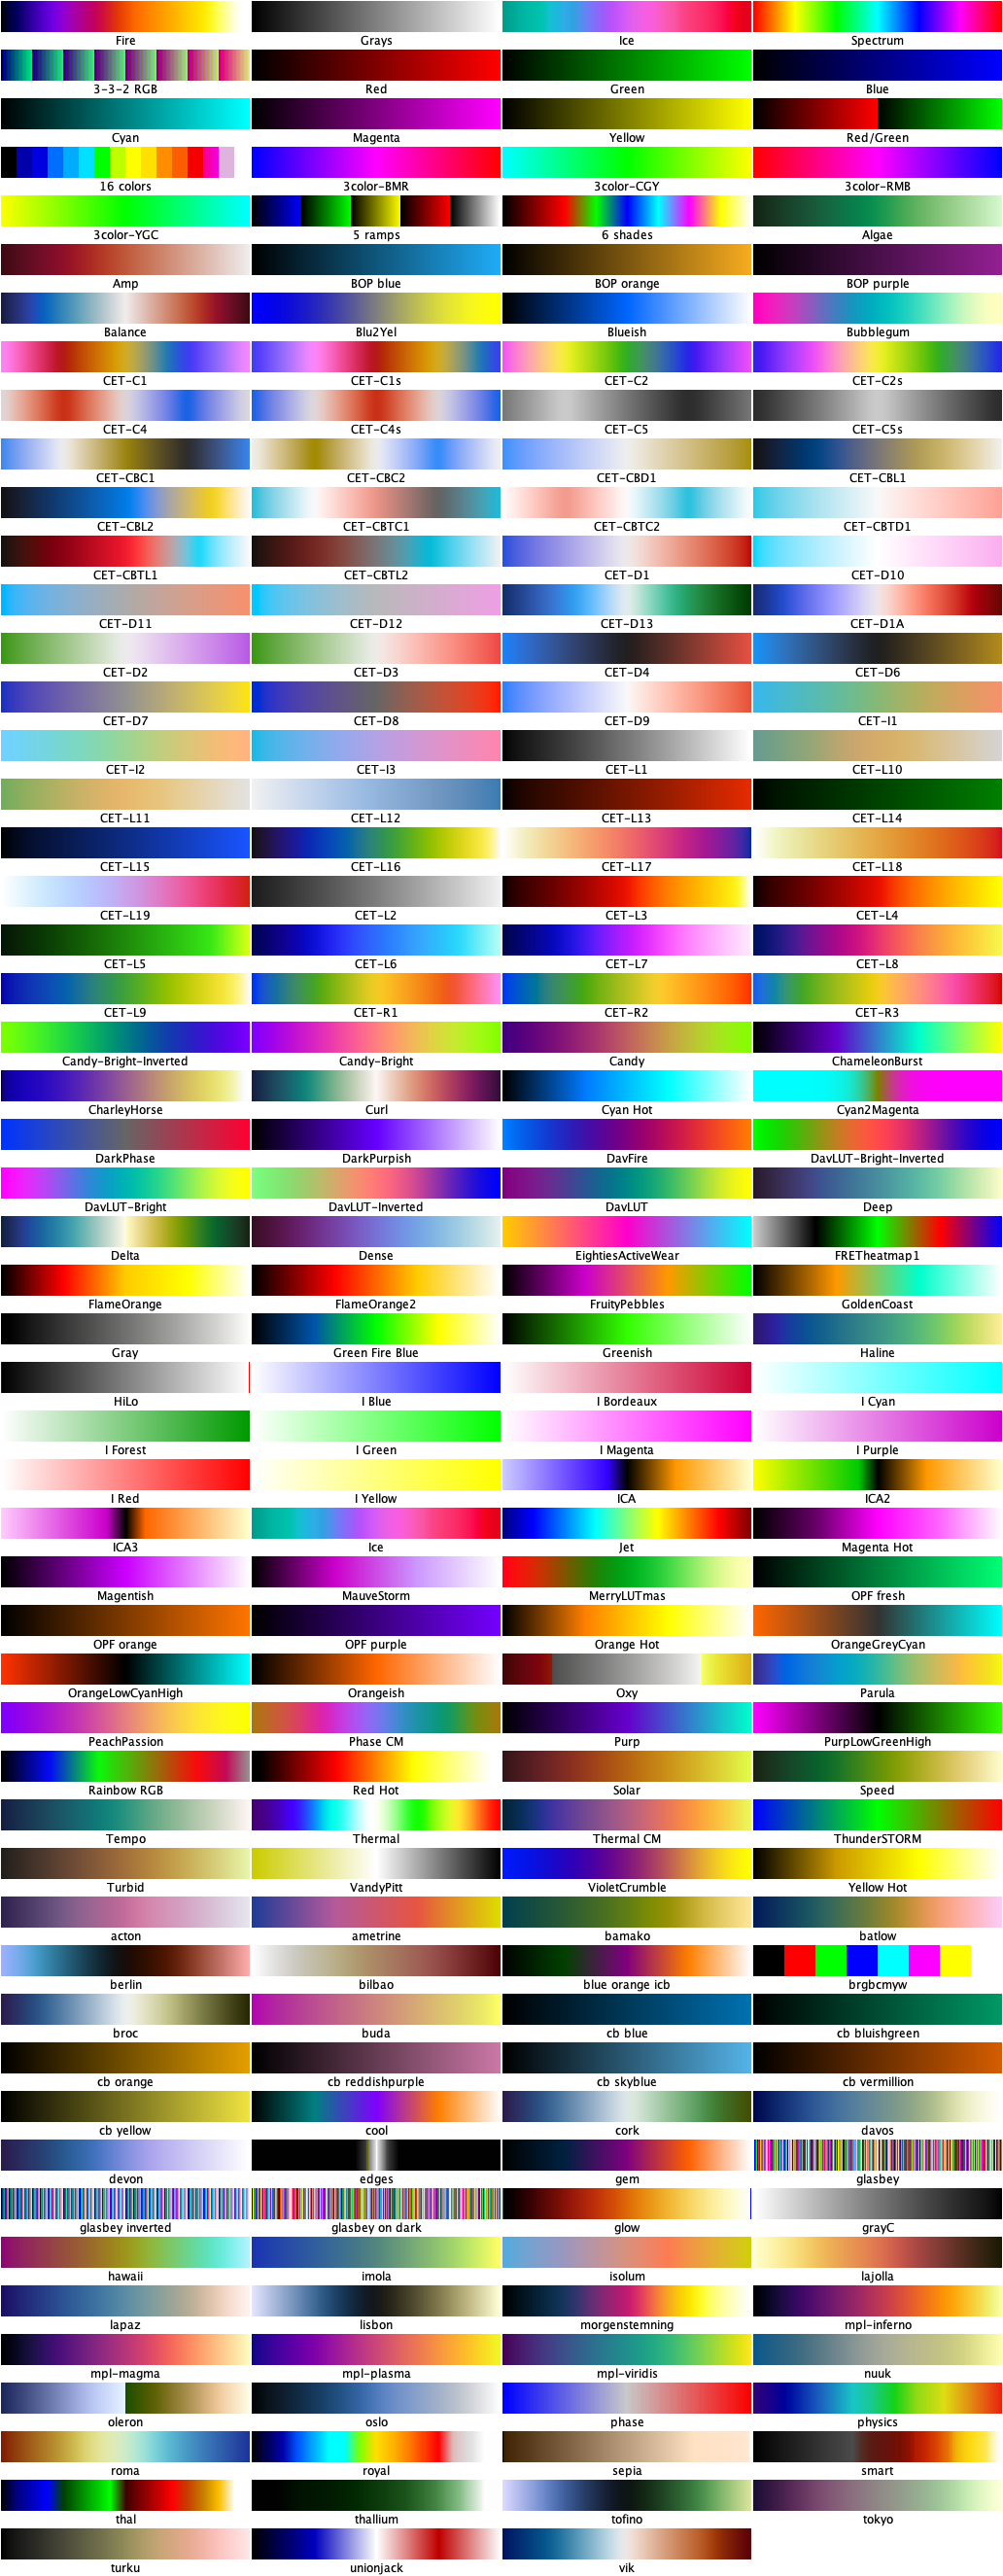 Fire Grays Ice Spectrum
3-3-2 RGB Red Green Blue
Cyan Magenta Yellow Red/Green
16 colors 3color-BMR 3color-CGY 3color-RMB
3color-YGC 5 ramps 6 shades Algae
Amp BOP blue BOP orange BOP purple
Balance Blu2Yel Blueish Bubblegum
CET-C1 CET-C1s CET-C2 CET-C2s
CET-C4 CET-C4s CET-C5 CET-C5s
CET-CBC1 CET-CBC2 CET-CBD1 CET-CBL1
CET-CBL2 CET-CBTC1 CET-CBTC2 CET-CBTD1
CET-CBTL1 CET-CBTL2 CET-D1 CET-D10
CET-D11 CET-D12 CET-D13 CET-D1A
CET-D2 CET-D3 CET-D4 CET-D6
CET-D7 CET-D8 CET-D9 CET-I1
CET-I2 CET-I3 CET-L1 CET-L10
CET-L11 CET-L12 CET-L13 CET-L14
CET-L15 CET-L16 CET-L17 CET-L18
CET-L19 CET-L2 CET-L3 CET-L4
CET-L5 CET-L6 CET-L7 CET-L8
CET-L9 CET-R1 CET-R2 CET-R3
Candy-Bright-Inverted Candy-Bright Candy ChameleonBurst
CharleyHorse Curl Cyan Hot Cyan2Magenta
DarkPhase DarkPurpish DavFire DavLUT-Bright-Inverted
DavLUT-Bright DavLUT-Inverted DavLUT Deep
Delta Dense EightiesActiveWear FRETheatmap1
FlameOrange FlameOrange2 FruityPebbles GoldenCoast
Gray Green Fire Blue Greenish Haline
HiLo I Blue I Bordeaux I Cyan
I Forest I Green I Magenta I Purple
I Red I Yellow ICA ICA2
ICA3 Ice Jet Magenta Hot
Magentish MauveStorm MerryLUTmas OPF fresh
OPF orange OPF purple Orange Hot OrangeGreyCyan
OrangeLowCyanHigh Orangeish Oxy Parula
PeachPassion Phase CM Purp PurpLowGreenHigh
Rainbow RGB Red Hot Solar Speed
Tempo Thermal Thermal CM ThunderSTORM
Turbid VandyPitt VioletCrumble Yellow Hot
acton ametrine bamako batlow
berlin bilbao blue orange icb brgbcmyw
broc buda cb blue cb bluishgreen
cb orange cb reddishpurple cb skyblue cb vermillion
cb yellow cool cork davos
devon edges gem glasbey
glasbey inverted glasbey on dark glow grayC
hawaii imola isolum lajolla
lapaz lisbon morgenstemning mpl-inferno
mpl-magma mpl-plasma mpl-viridis nuuk
oleron oslo phase physics
roma royal sepia smart
thal thallium tofino tokyo
turku unionjack vik